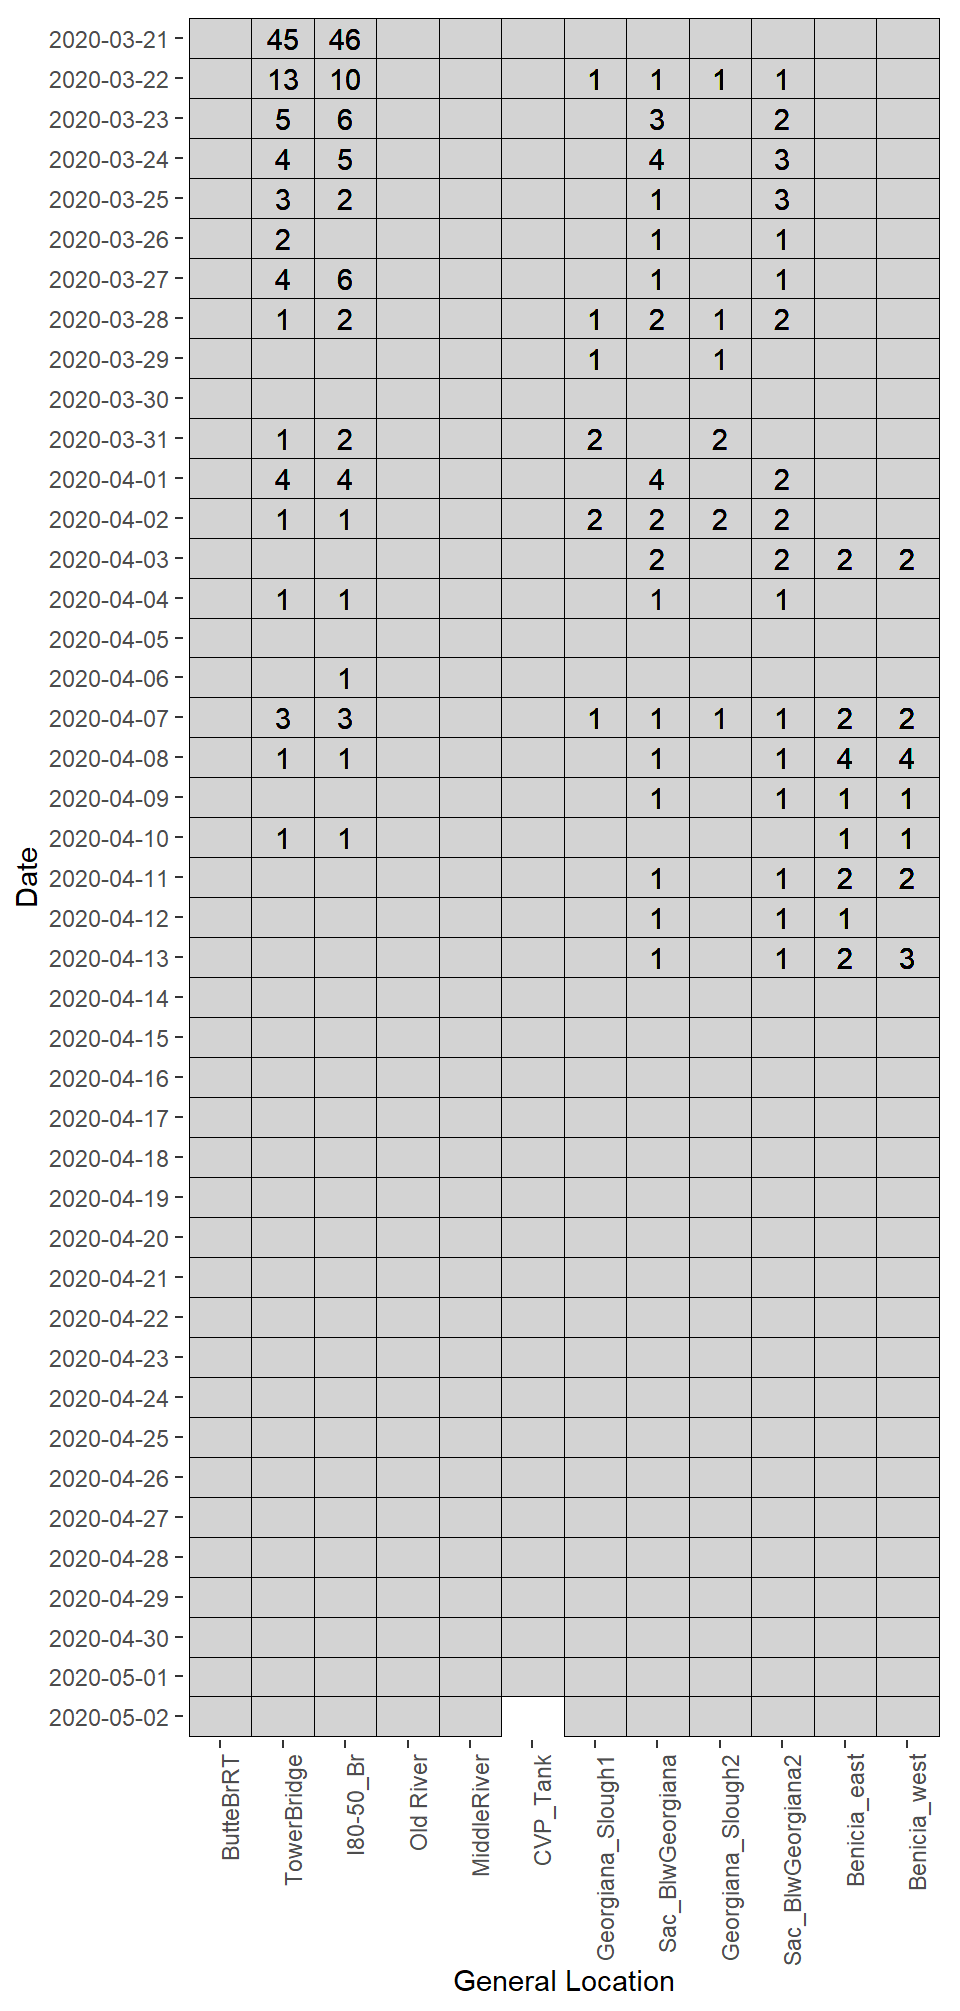 2020-03-21 45 46
2020-03-22 13 10 1 1 1 1
2020-03-23 5 6 3 2
2020-03-24 4 5 4 3
2020-03-25 3 2 1 3
2020-03-26 2 1 1
2020-03-27 4 6 1 1
2020-03-28 1 2 1 2 1 2
2020-03-29 1 1
2020-03-30
2020-03-31 1 2 2 2
2020-04-01 4 4 4 2
2020-04-02 1 1 2 2 2 2
2020-04-03 2 2 2 2
2020-04-04 1 1 1 1
2020-04-05
2020-04-06 1
2020-04-07 3 3 1 1 1 1 2 2
2020-04-08 1 1 1 1 4 4
2020-04-09 1 1 1 1
2020-04-10 1 1 1 1
2020-04-11 1 1 2 2
2020-04-12 1 1 1
2020-04-13 1 1 2 3
2020-04-14
2020-04-15
2020-04-16
2020-04-17
2020-04-18
2020-04-19
2020-04-20
2020-04-21
2020-04-22
2020-04-23
2020-04-24
2020-04-25
2020-04-26
2020-04-27
2020-04-28
2020-04-29
2020-04-30
2020-05-01
2020-05-02
Date
ButteBrRT
TowerBridge
I80-50_Br
Old River
MiddleRiver
CVP_Tank
Georgiana_Slough1
Sac_BlwGeorgiana
Georgiana_Slough2
Sac_BlwGeorgiana2
Benicia_east
Benicia_west
General Location